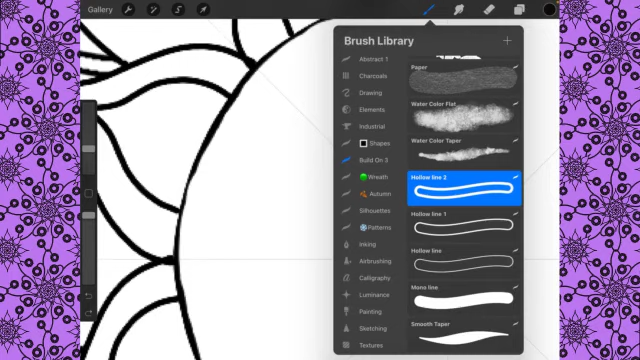 Gallery
Brush Library
Abstract 1
Charcoals
Drawing
Elements
Industrial
Shapes
Build On 3
Wreath
Autumn
Silhouettes
Patterns
Inking
Airbrushing
Calligraphy
Luminance
Painting
Sketching
Textures
Paper
Water Color Flat
Water Color Taper
Hollow line 2
Hollow line 1
Hollow line
Mono line
Smooth Taper